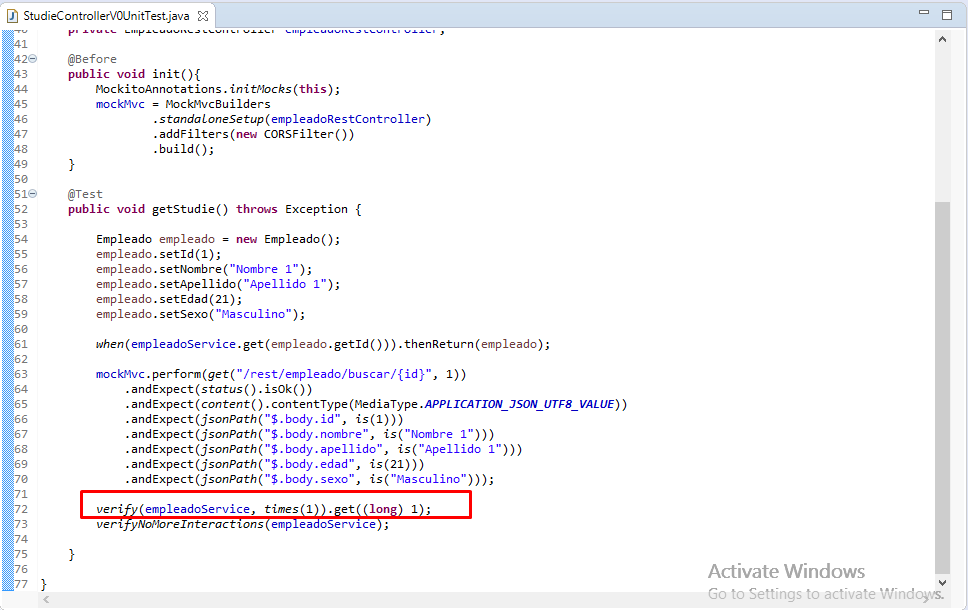 StudieControllerV0UnitTest.java
40 private EmpleadoRestController empleadoRestController;
41
42 @Before
43 public void init(){
44 MockitoAnnotations.initMocks(this);
45 mockMvc = MockMvcBuilders
46 .standaloneSetup(empleadoRestController)
47 .addFilters(new CORSFilter())
48 .build();
49 }
50
51 @Test
52 public void getStudie() throws Exception {
53
54 Empleado empleado = new Empleado();
55 empleado.setId(1);
56 empleado.setNombre("Nombre 1");
57 empleado.setApellido("Apellido 1");
58 empleado.setEdad(21);
59 empleado.setSexo("Masculino");
60
61 when(empleadoService.get(empleado.getId())).thenReturn(empleado);
62
63 mockMvc.perform(get("/rest/empleado/buscar/{id}", 1))
64 .andExpect(status().isOk())
65 .andExpect(content().contentType(MediaType.APPLICATION_JSON_UTF8_VALUE))
66 .andExpect(jsonPath("$.body.id", is(1)))
67 .andExpect(jsonPath("$.body.nombre", is("Nombre 1")))
68 .andExpect(jsonPath("$.body.apellido", is("Apellido 1")))
69 .andExpect(jsonPath("$.body.edad", is(21)))
70 .andExpect(jsonPath("$.body.sexo", is("Masculino")));
71
72 verify(empleadoService, times(1)).get((long) 1);
73 verifyNoMoreInteractions(empleadoService);
74
75 }
76
77 }
Activate Windows
Go to Settings to activate Windows.